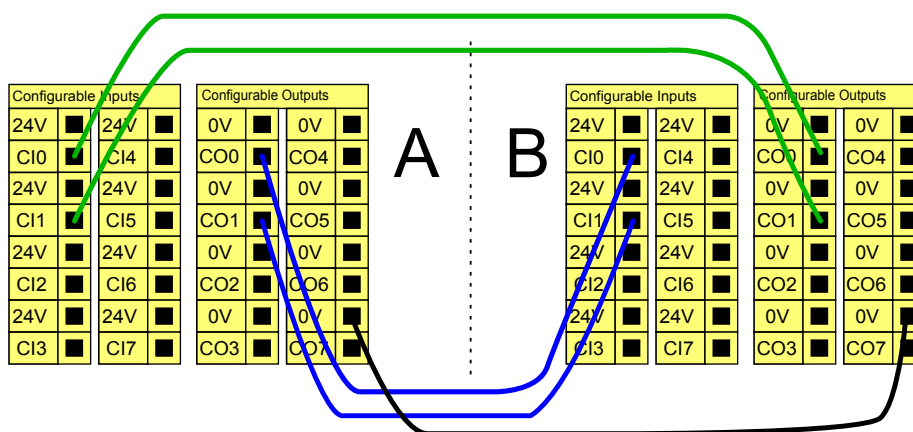 Configurable Inputs
24V 24V
CI0 CI4
24V 24V
CI1 CI5
24V 24V
CI2 CI6
24V 24V
CI3 CI7
Configurable Outputs
0V 0V
CO0 CO4
0V 0V
CO1 CO5
0V 0V
CO2 CO6
0V 0V
CO3 CO7
A
B
Configurable Inputs
24V 24V
CI0 CI4
24V 24V
CI1 CI5
24V 24V
CI2 CI6
24V 24V
CI3 CI7
Configurable Outputs
0V 0V
CO0 CO4
0V 0V
CO1 CO5
0V 0V
CO2 CO6
0V 0V
CO3 CO7